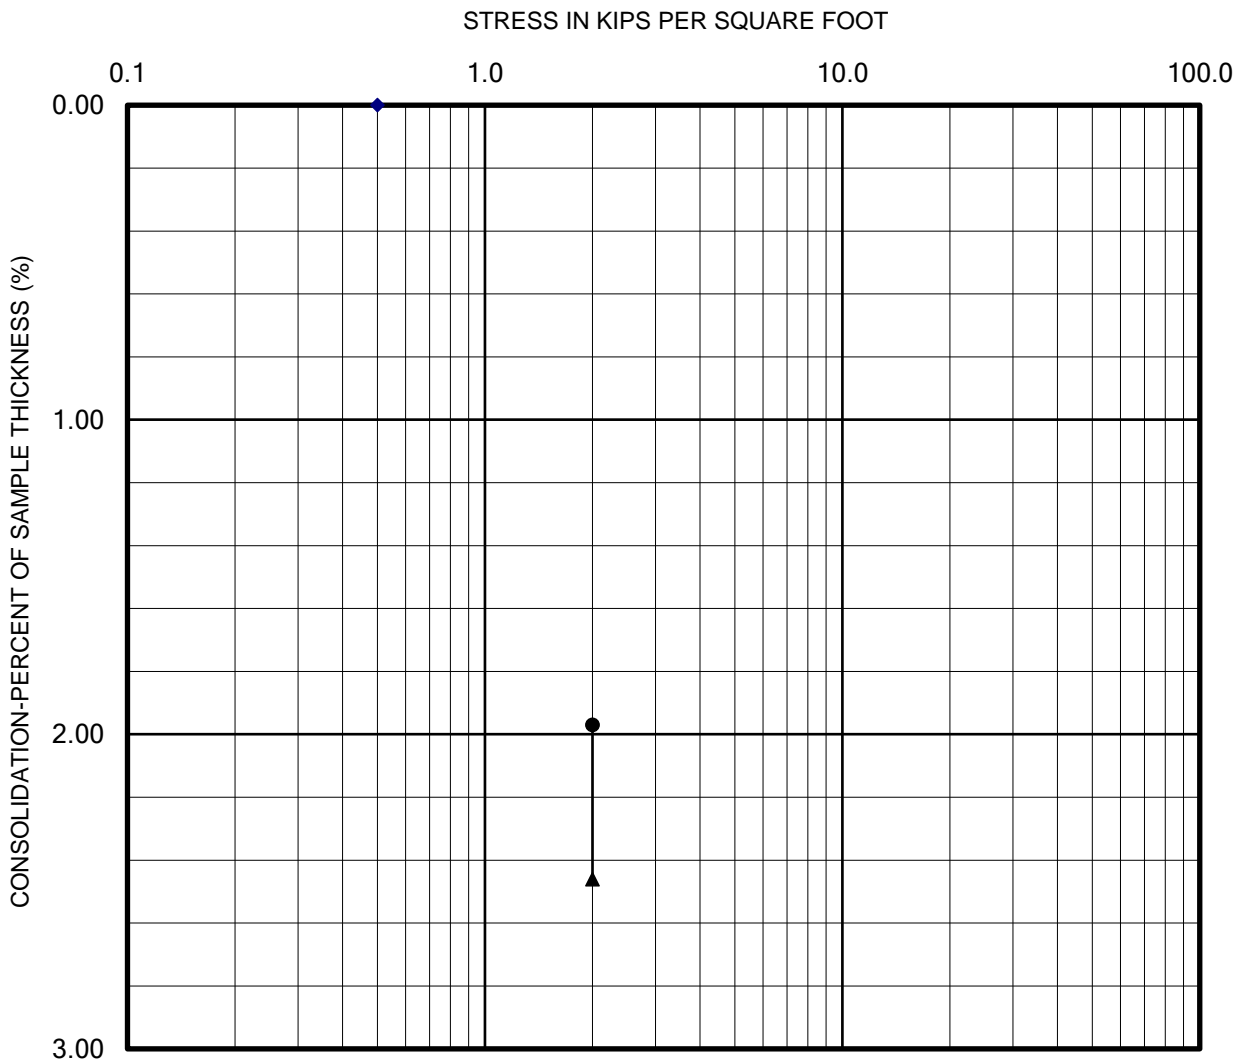 STRESS IN KIPS PER SQUARE FOOT
0.1 1.0 10.0 100.0
0.00
1.00
2.00
3.00
CONSOLIDATION-PERCENT OF SAMPLE THICKNESS (%)